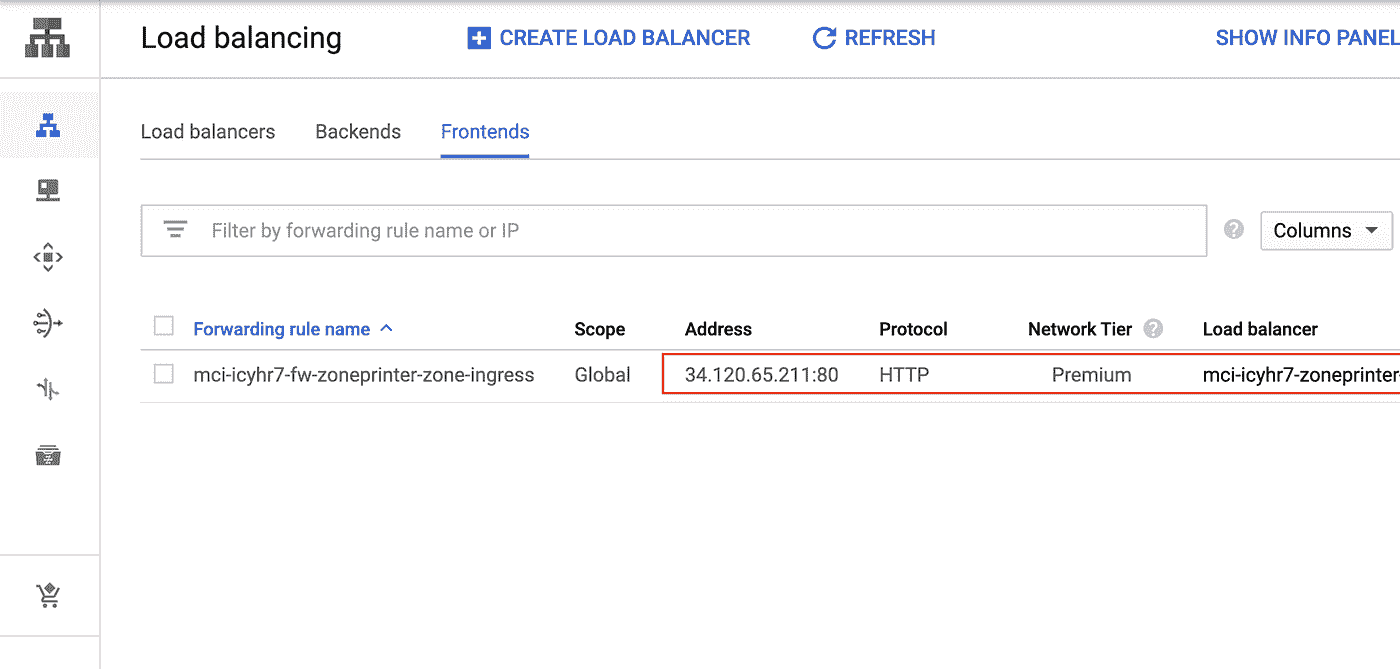 Load balancing CREATE LOAD BALANCER REFRESH SHOW INFO PANEL
Load balancers Backends Frontends
Filter by forwarding rule name or IP ? Columns
Forwarding rule name Scope Address Protocol Network Tier ? Load balancer
mci-icyhr7-fw-zoneprinter-zone-ingress Global 34.120.65.211:80 HTTP Premium mci-icyhr7-zoneprinter-